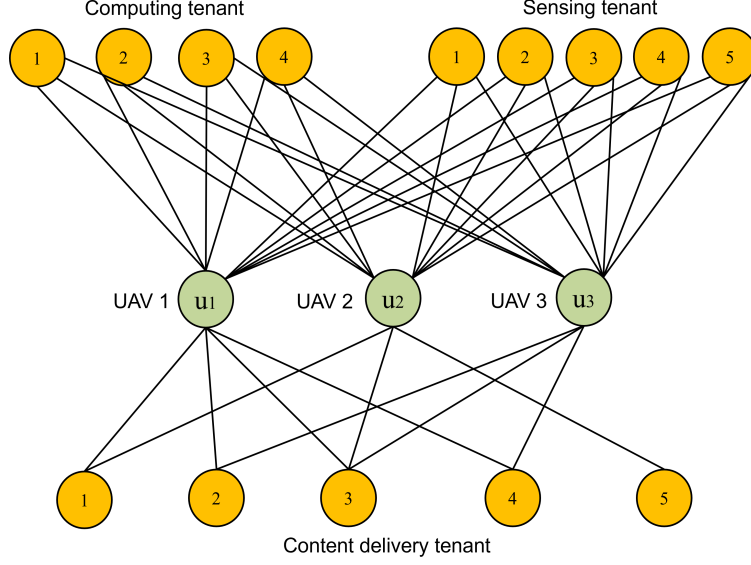 Computing tenant Sensing tenant
1 2 3 4 1 2 3 4 5
UAV 1 u1 UAV 2 u2 UAV 3 u3
1 2 3 4 5
Content delivery tenant